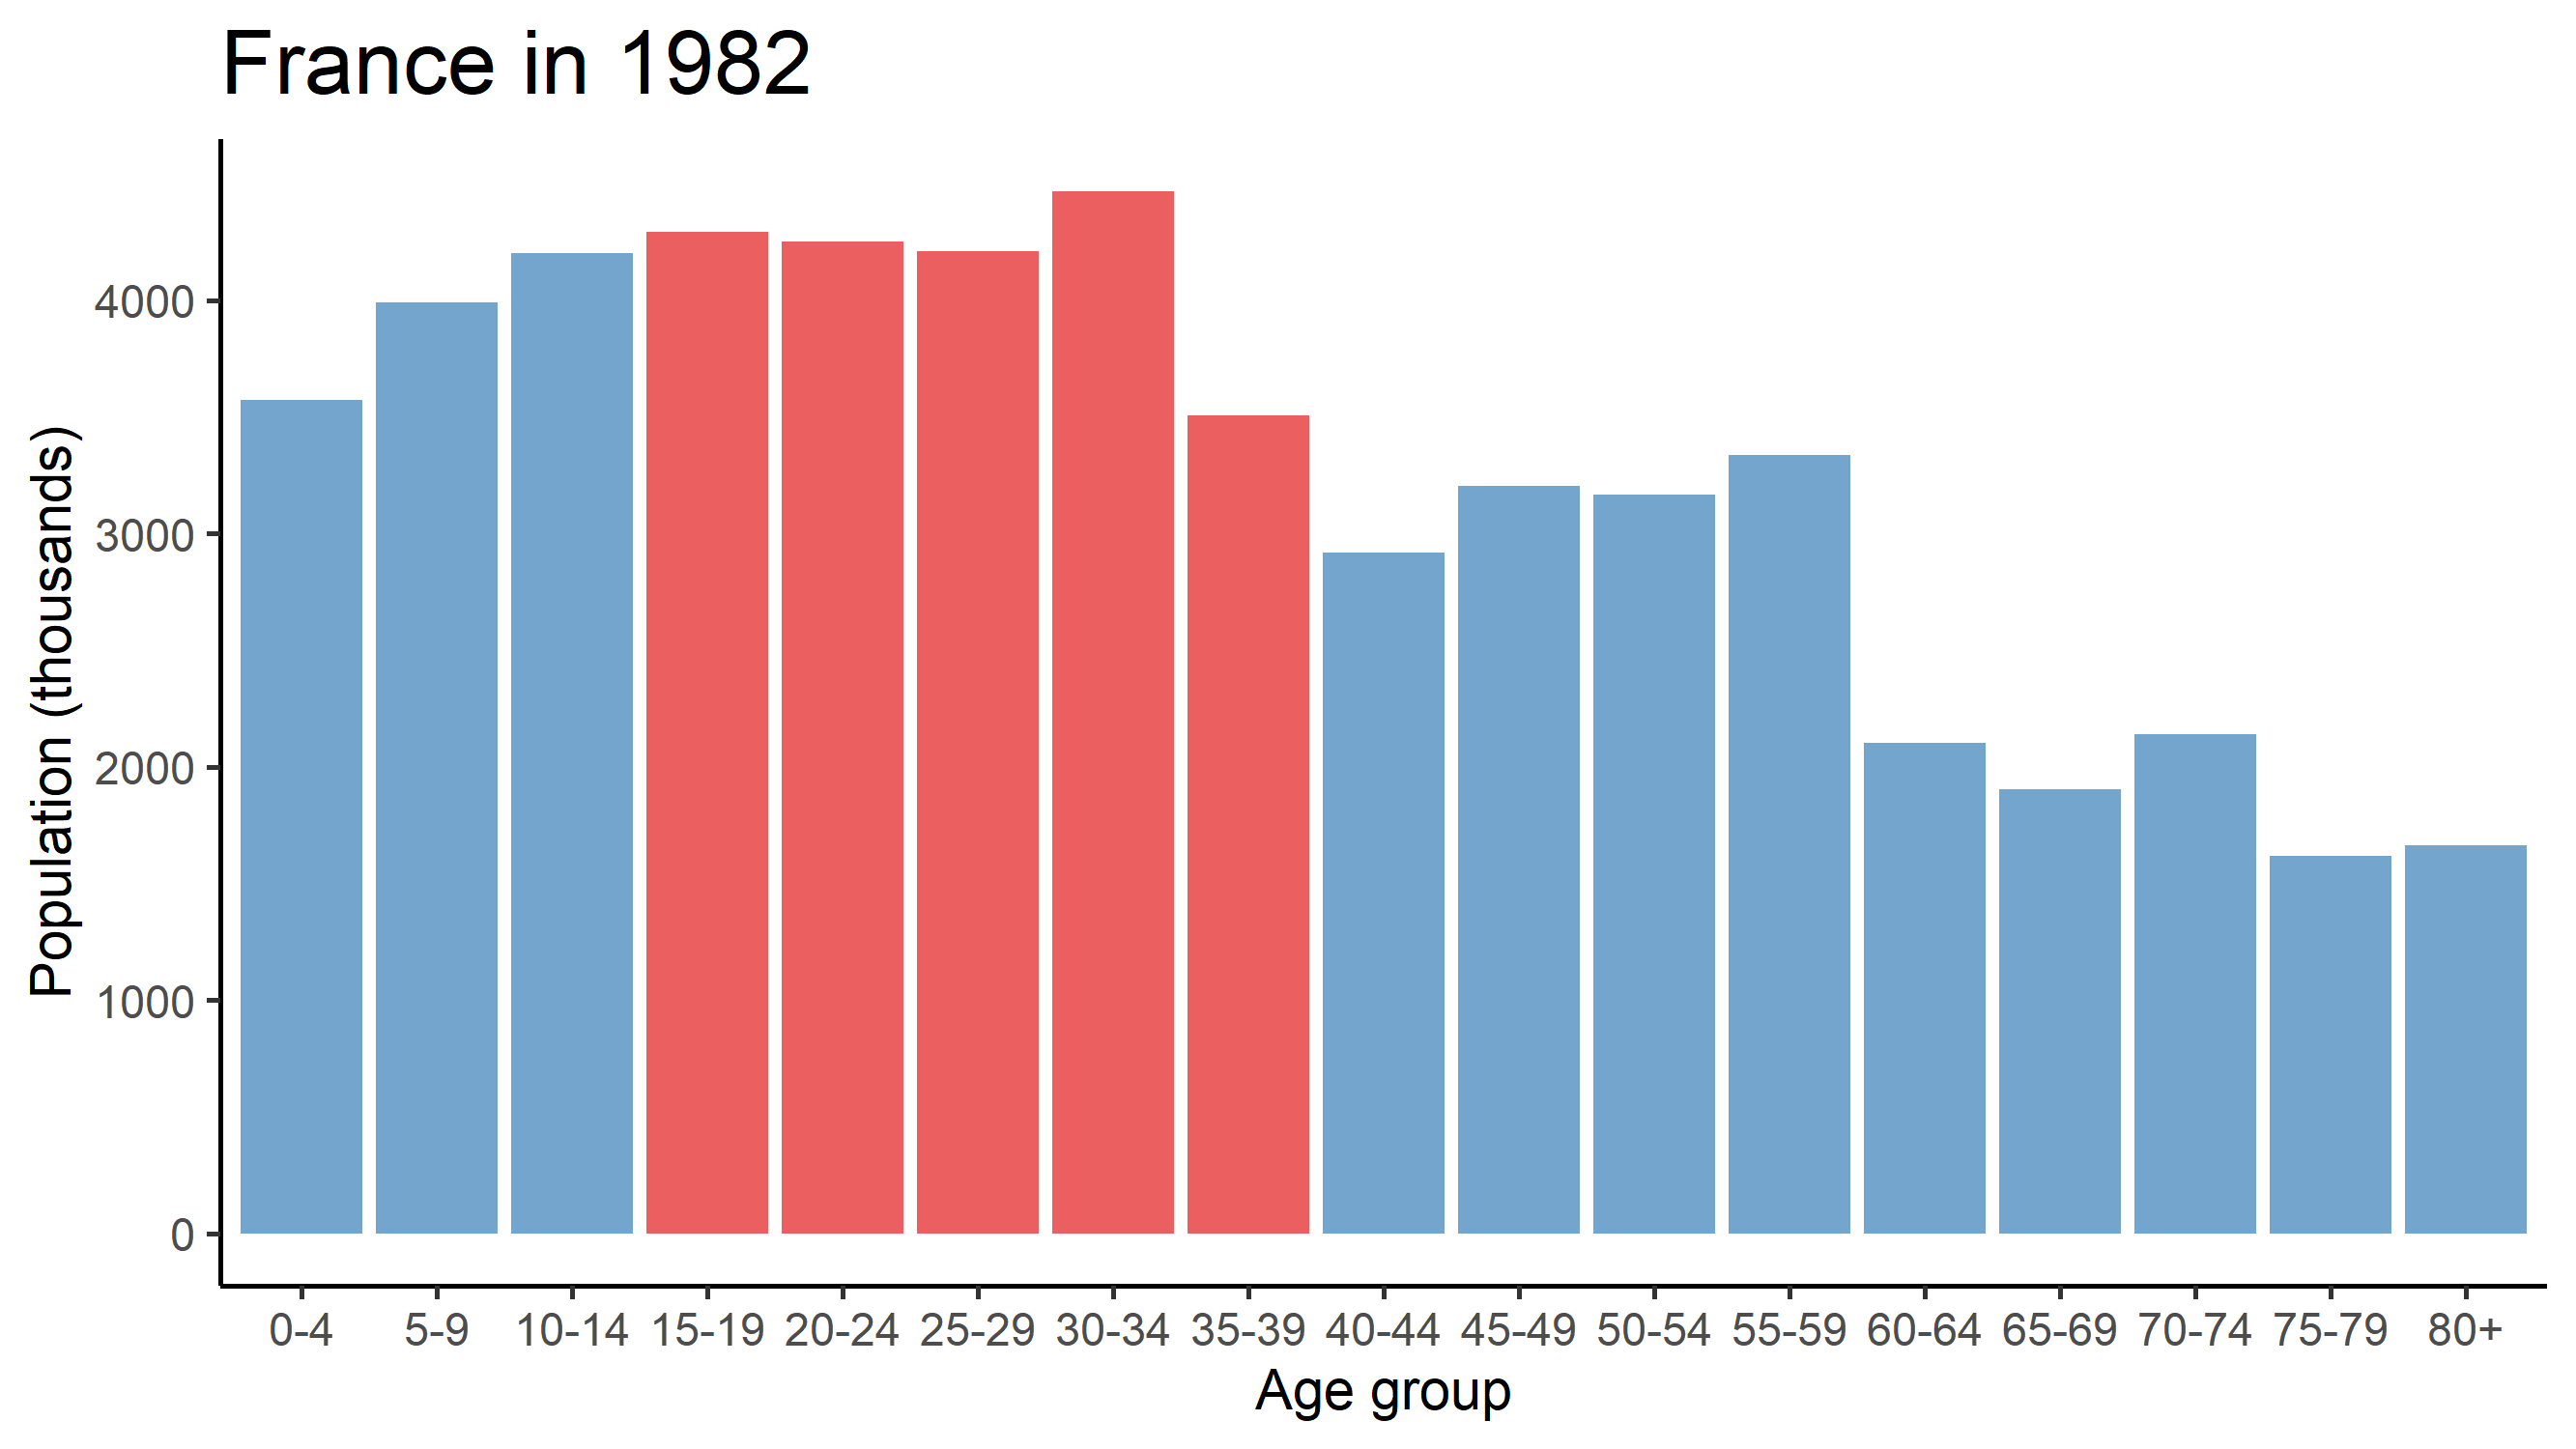 France in 1982
Population (thousands)
4000
3000
2000
1000
0
0-4 5-9 10-14 15-19 20-24 25-29 30-34 35-39 40-44 45-49 50-54 55-59 60-64 65-69 70-74 75-79 80+
Age group